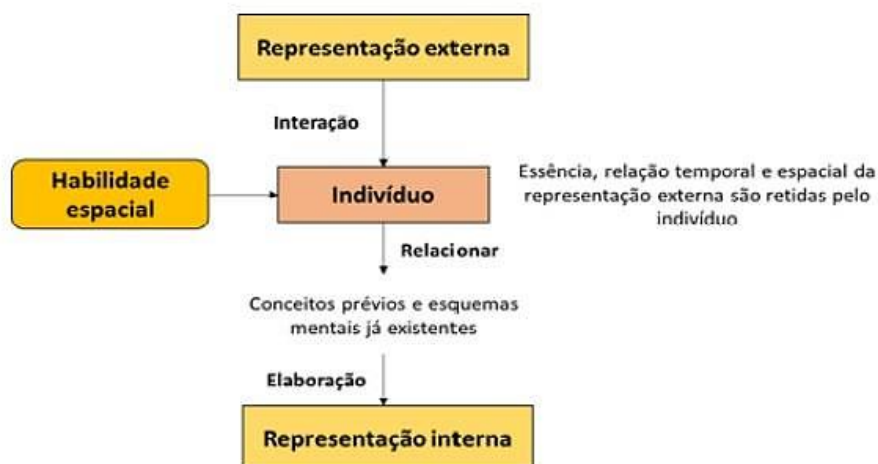 Representação externa
Interação
Habilidade
espacial
Indivíduo
Essência, relação temporal e espacial da
representação externa são retidas pelo
indivíduo
Relacionar
Conceitos prévios e esquemas
mentais já existentes
Elaboração
Representação interna